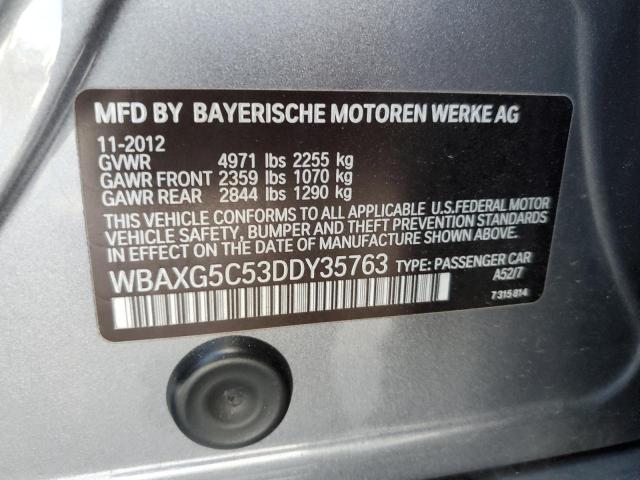 MFD BY BAYERISCHE MOTOREN WERKE AG
11-2012
GVWR 4971 lbs 2255 kg
GAWR FRONT 2359 lbs 1070 kg
GAWR REAR 2844 lbs 1290 kg
THIS VEHICLE CONFORMS TO ALL APPLICABLE U.S.FEDERAL MOTOR
VEHICLE SAFETY, BUMPER AND THEFT PREVENTION STANDARDS
IN EFFECT ON THE DATE OF MANUFACTURE SHOWN ABOVE.
WBAXG5C53DDY35763 TYPE: PASSENGER CAR
A52/7
7315814